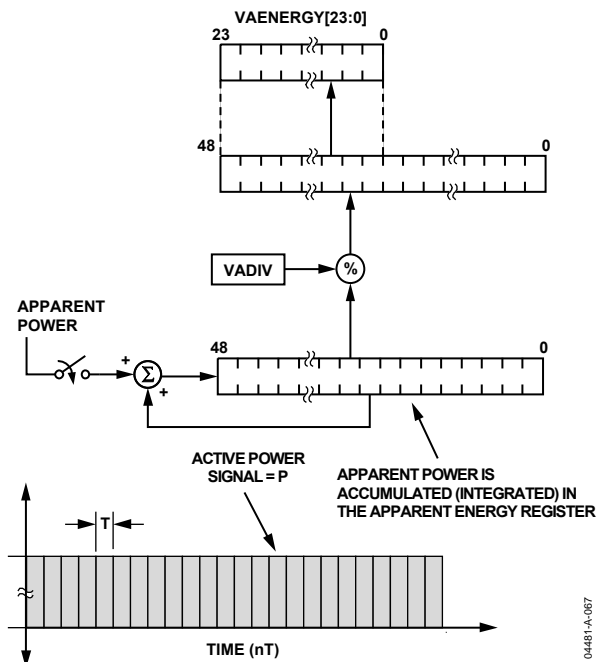 VAENERGY[23:0]
23 0
48 0
VADIV
%
APPARENT
POWER
48 0
+
Σ
+
ACTIVE POWER
SIGNAL = P
APPARENT POWER IS
ACCUMULATED (INTEGRATED) IN
THE APPARENT ENERGY REGISTER
T
TIME (nT)
04481-A-067